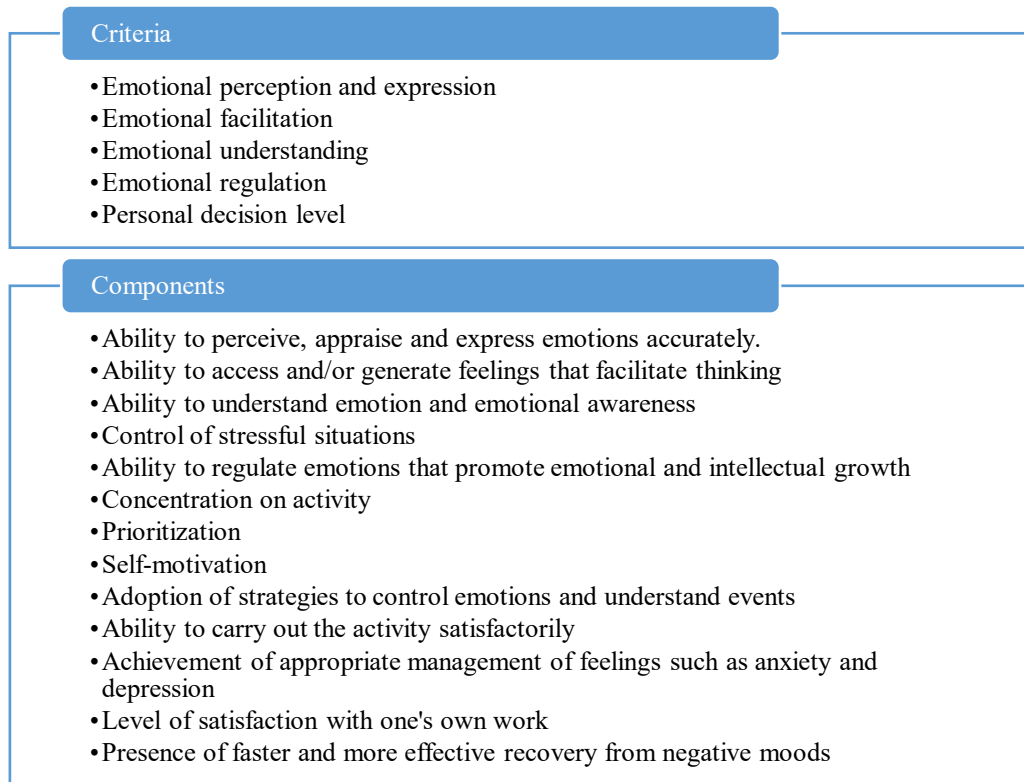 Criteria
•Emotional perception and expression
•Emotional facilitation
•Emotional understanding
•Emotional regulation
•Personal decision level
Components
•Ability to perceive, appraise and express emotions accurately.
•Ability to access and/or generate feelings that facilitate thinking
•Ability to understand emotion and emotional awareness
•Control of stressful situations
•Ability to regulate emotions that promote emotional and intellectual growth
•Concentration on activity
•Prioritization
•Self-motivation
•Adoption of strategies to control emotions and understand events
•Ability to carry out the activity satisfactorily
•Achievement of appropriate management of feelings such as anxiety and
depression
•Level of satisfaction with one's own work
•Presence of faster and more effective recovery from negative moods